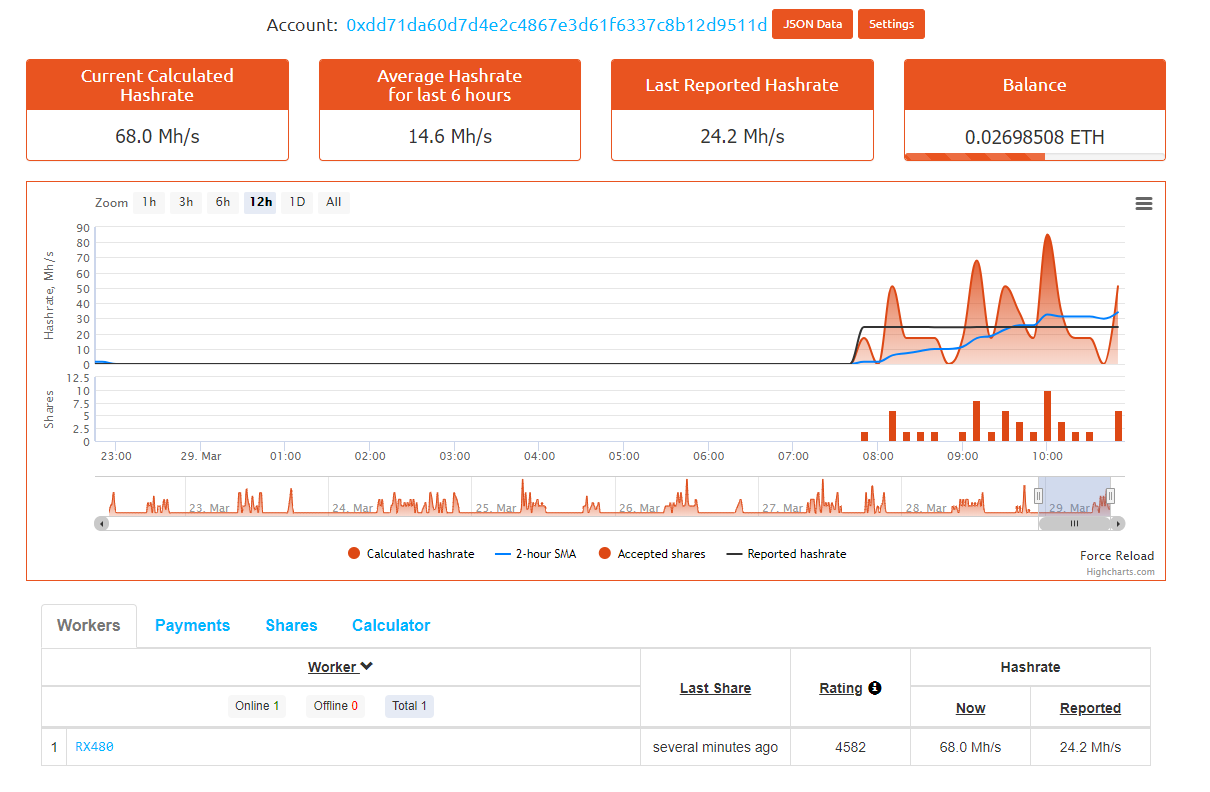 Account: 0xdd71da60d7d4e2c4867e3d61f6337c8b12d9511d JSON Data Settings
Current Calculated
Hashrate
68.0 Mh/s
Average Hashrate
for last 6 hours
14.6 Mh/s
Last Reported Hashrate
24.2 Mh/s
Balance
0.02698508 ETH
Zoom 1h 3h 6h 12h 1D All
Hashrate, Mh/s
90
80
70
60
50
40
30
20
10
0
Shares
12.5
10
7.5
5
2.5
0
23:00 29. Mar 01:00 02:00 03:00 04:00 05:00 06:00 07:00 08:00 09:00 10:00
23. Mar 24. Mar 25. Mar 26. Mar 27. Mar 28. Mar 29. Mar
Calculated hashrate 2-hour SMA Accepted shares Reported hashrate
Force Reload
Highcharts.com
Workers Payments Shares Calculator
Worker Last Share Rating Hashrate
Online 1 Offline 0 Total 1 Now Reported
1 RX480 several minutes ago 4582 68.0 Mh/s 24.2 Mh/s